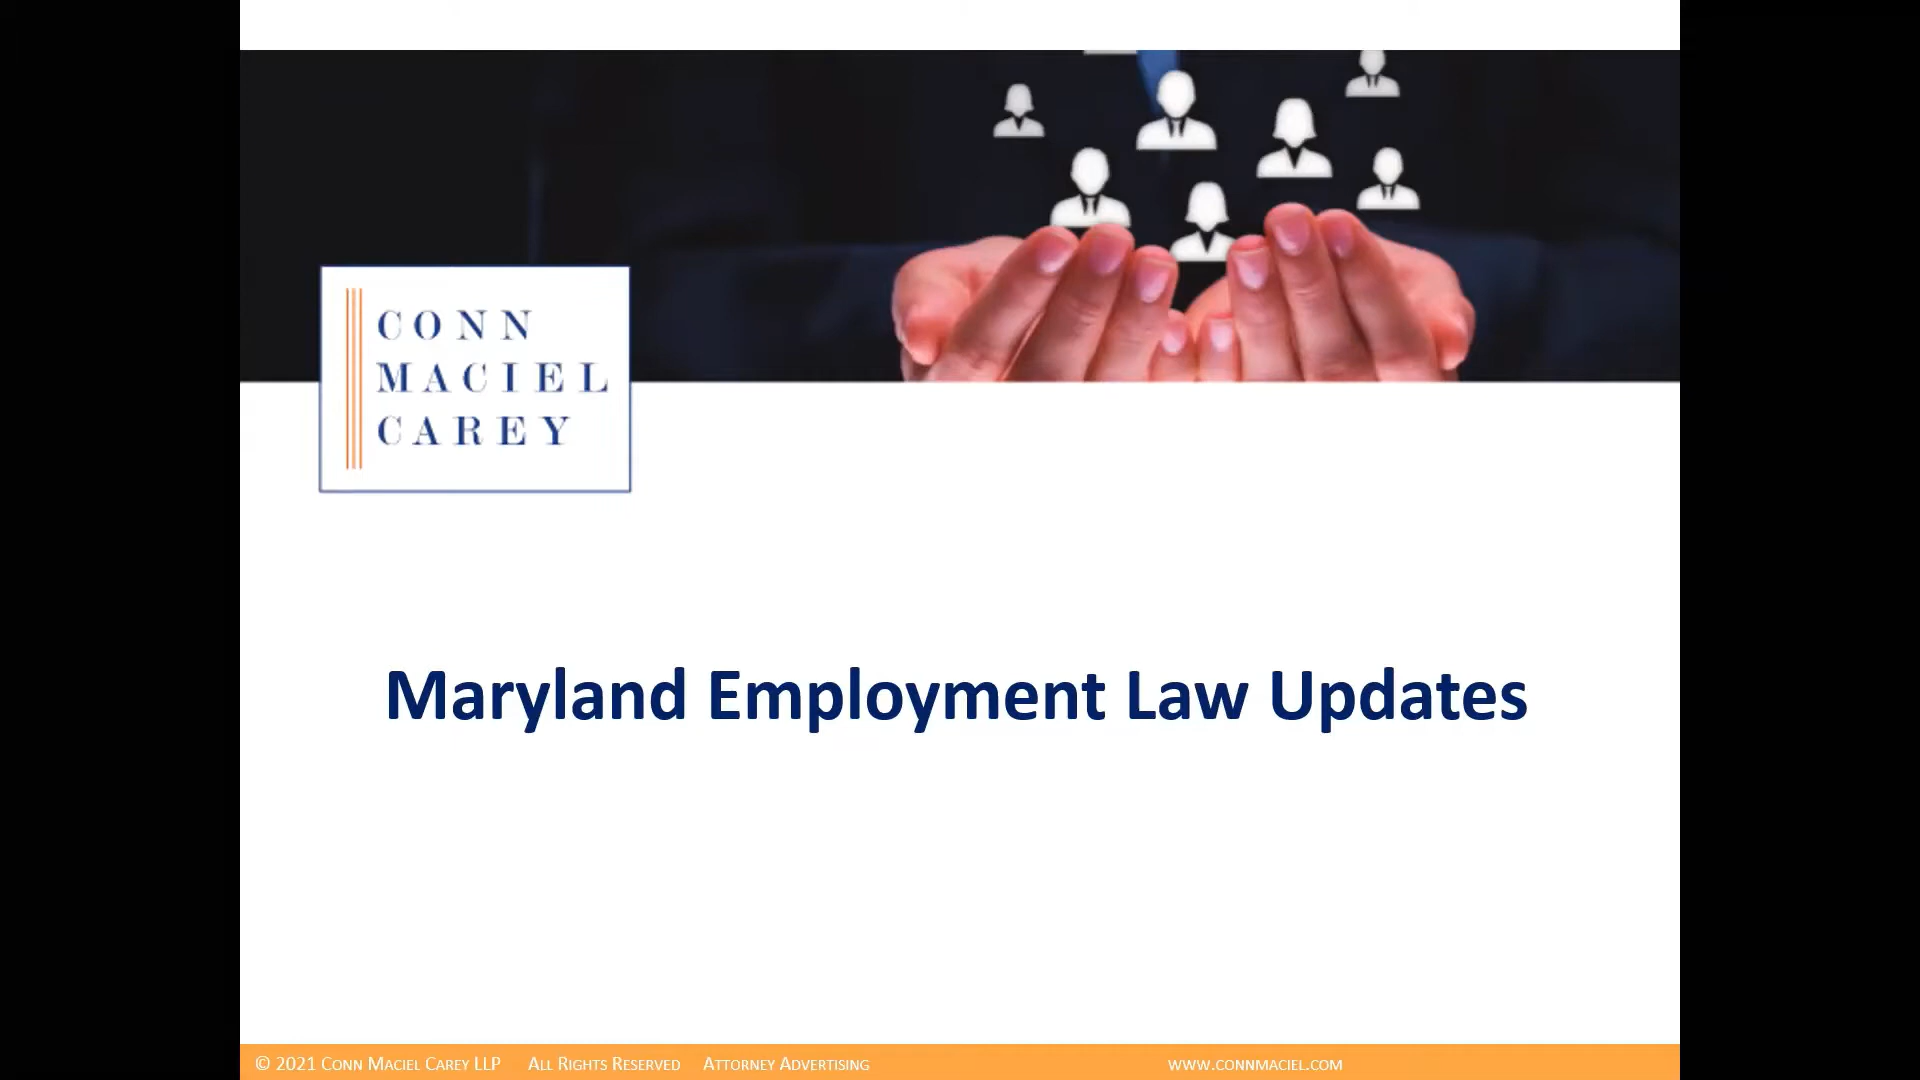 CONN
MACIEL
CAREY
Maryland Employment Law Updates
© 2021 CONN MACIEL CAREY LLP ALL RIGHTS RESERVED ATTORNEY ADVERTISING WWW.CONNMACIEL.COM